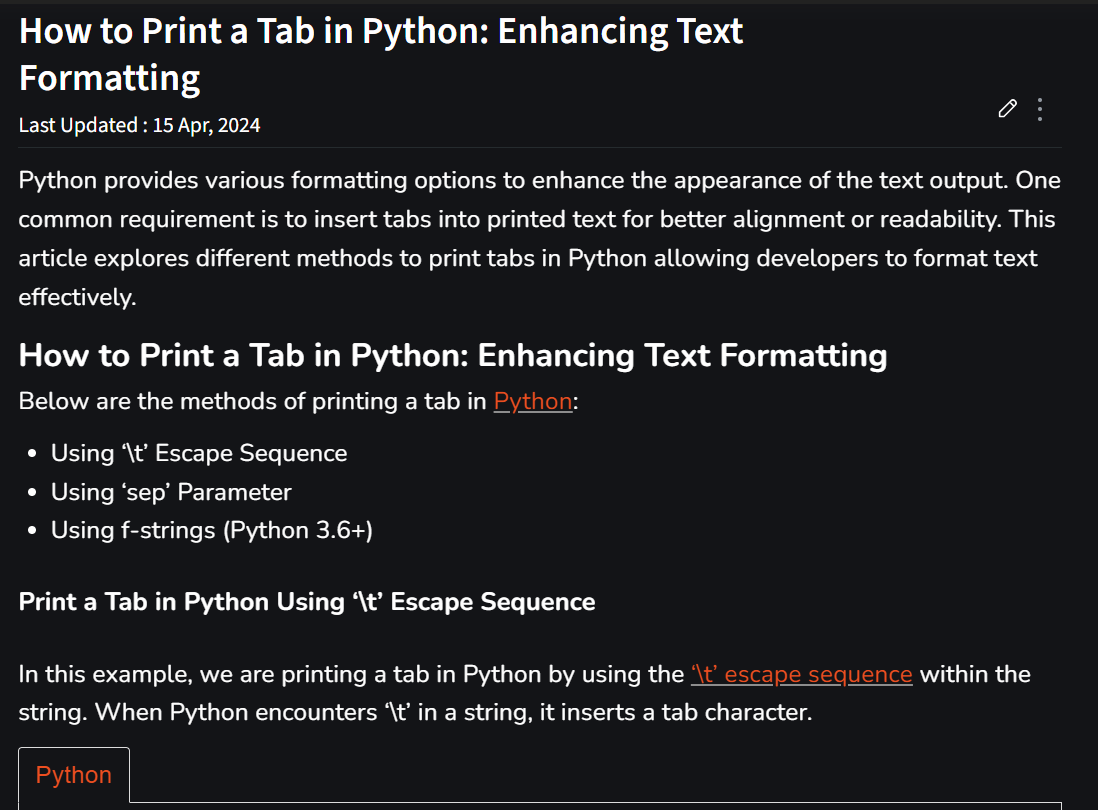 How to Print a Tab in Python: Enhancing Text
Formatting
Last Updated : 15 Apr, 2024
Python provides various formatting options to enhance the appearance of the text output. One
common requirement is to insert tabs into printed text for better alignment or readability. This
article explores different methods to print tabs in Python allowing developers to format text
effectively.
How to Print a Tab in Python: Enhancing Text Formatting
Below are the methods of printing a tab in Python:
• Using ‘\t’ Escape Sequence
• Using ‘sep’ Parameter
• Using f-strings (Python 3.6+)
Print a Tab in Python Using ‘\t’ Escape Sequence
In this example, we are printing a tab in Python by using the ‘\t’ escape sequence within the
string. When Python encounters ‘\t’ in a string, it inserts a tab character.
Python